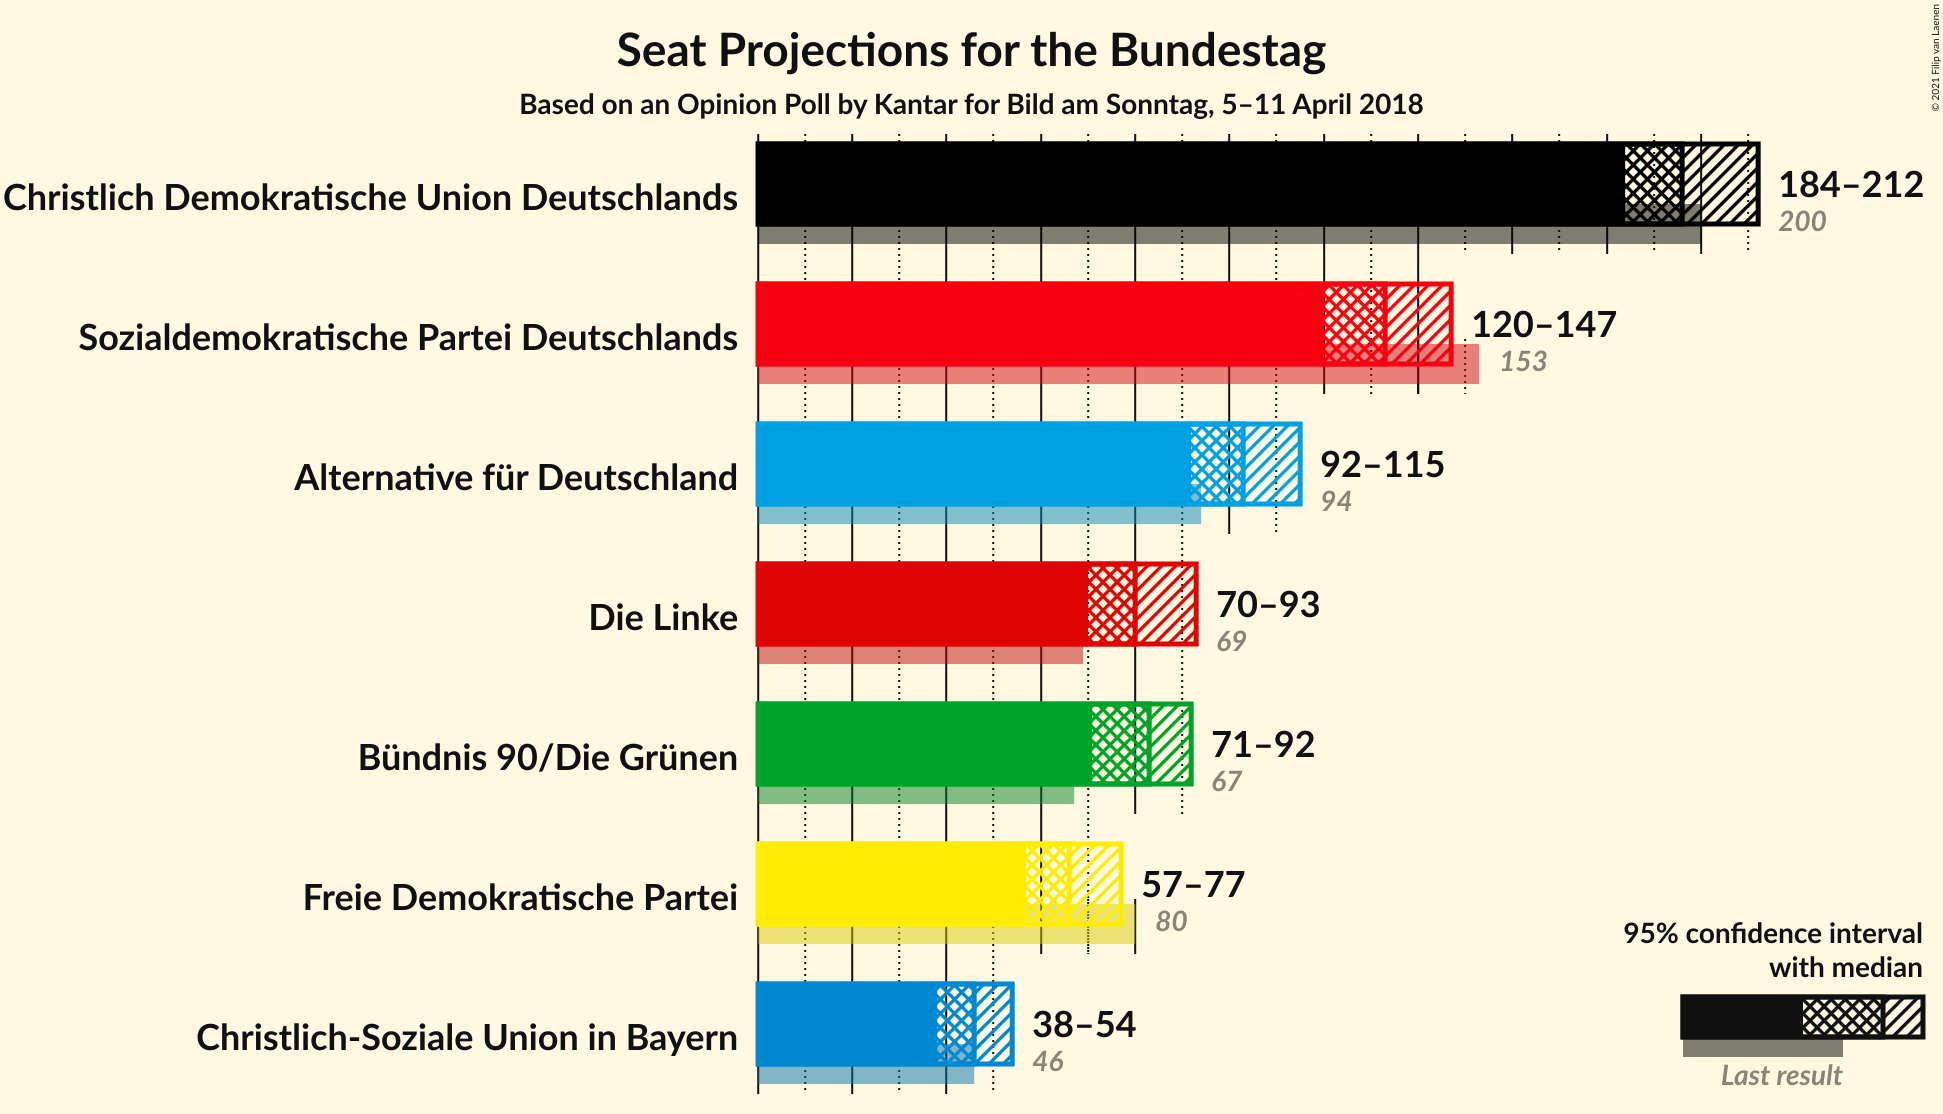 Seat Projections for the Bundestag
Based on an Opinion Poll by Kantar for Bild am Sonntag, 5–11 April 2018
© 2021 Filip van Laenen
Christlich Demokratische Union Deutschlands
184–212
200
Sozialdemokratische Partei Deutschlands
120–147
153
Alternative für Deutschland
92–115
94
Die Linke
70–93
69
Bündnis 90/Die Grünen
71–92
67
Freie Demokratische Partei
57–77
80
Christlich-Soziale Union in Bayern
38–54
46
95% confidence interval
with median
Last result